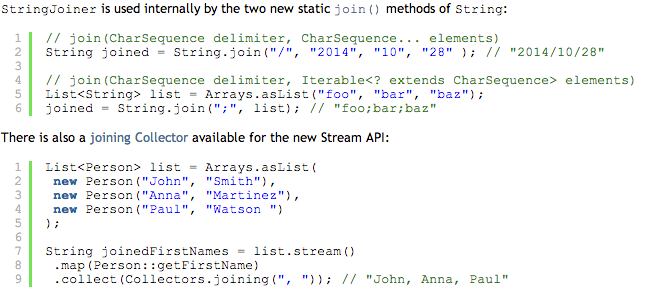 StringJoiner is used internally by the two new static join() methods of String:
1 // join(CharSequence delimiter, CharSequence... elements)
2 String joined = String.join("/", "2014", "10", "28" ); // "2014/10/28"
3
4 // join(CharSequence delimiter, Iterable<? extends CharSequence> elements)
5 List<String> list = Arrays.asList("foo", "bar", "baz");
6 joined = String.join(";", list); // "foo;bar;baz"
There is also a joining Collector available for the new Stream API:
1 List<Person> list = Arrays.asList(
2 new Person("John", "Smith"),
3 new Person("Anna", "Martinez"),
4 new Person("Paul", "Watson ")
5 );
6
7 String joinedFirstNames = list.stream()
8 .map(Person::getFirstName)
9 .collect(Collectors.joining(", ")); // "John, Anna, Paul"